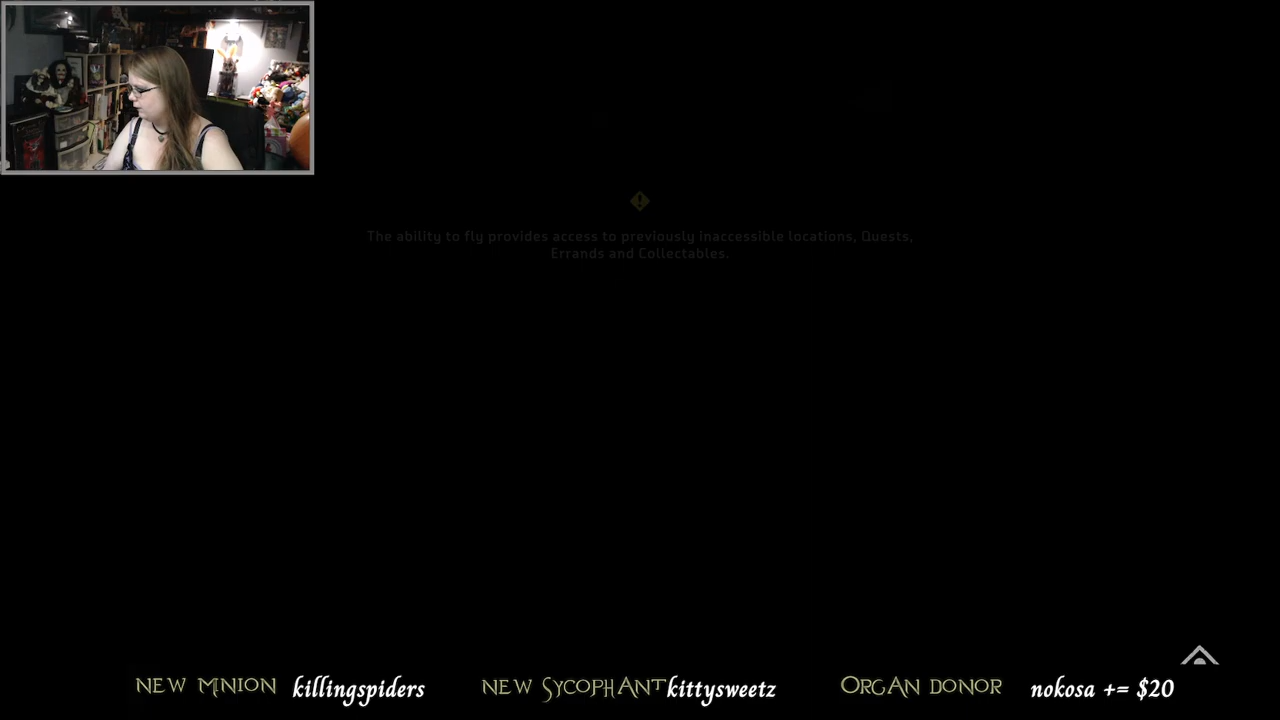 The ability to fly provides access to previously inaccessible locations, Quests,
Errands and Collectables.
NEW MINION killingspiders NEW SYCOPHANT kittysweetz ORGAN DONOR nokosa += $20